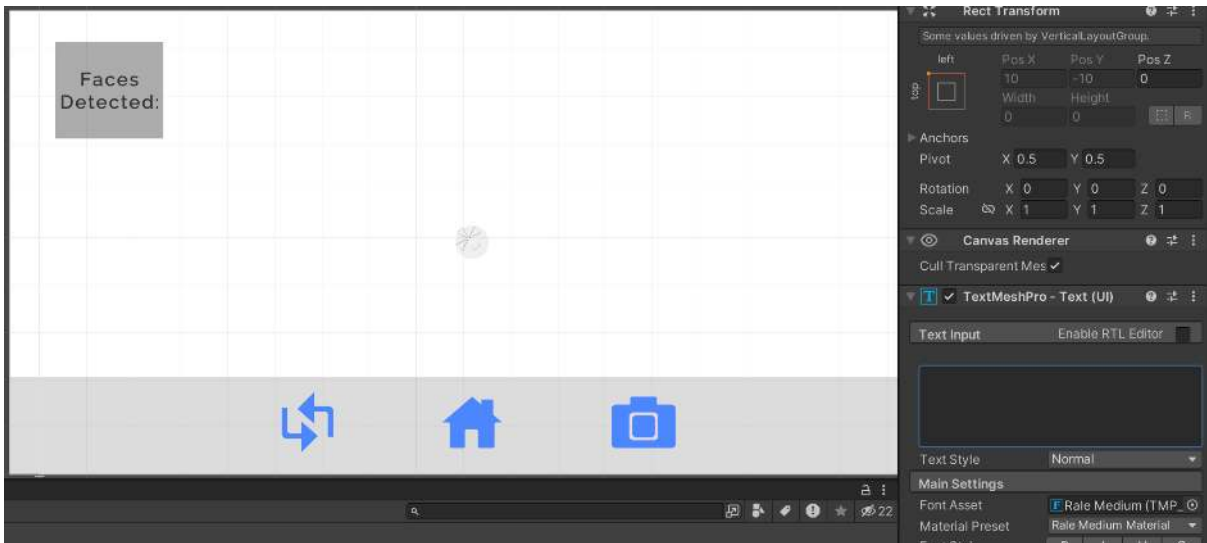 Faces
Detected:
Rect Transform
Some values driven by VerticalLayoutGroup.
left
Pos X
Pos Y
Pos Z
top
10
-10
0
Width
Height
0
0
R
Anchors
Pivot
X 0.5
Y 0.5
Rotation
X 0
Y 0
Z 0
Scale
X 1
Y 1
Z 1
Canvas Renderer
Cull Transparent Mes
TextMeshPro - Text (UI)
Text Input
Enable RTL Editor
Text Style
Normal
Main Settings
Font Asset
F Rale Medium (TMP_
Material Preset
Rale Medium Material
22